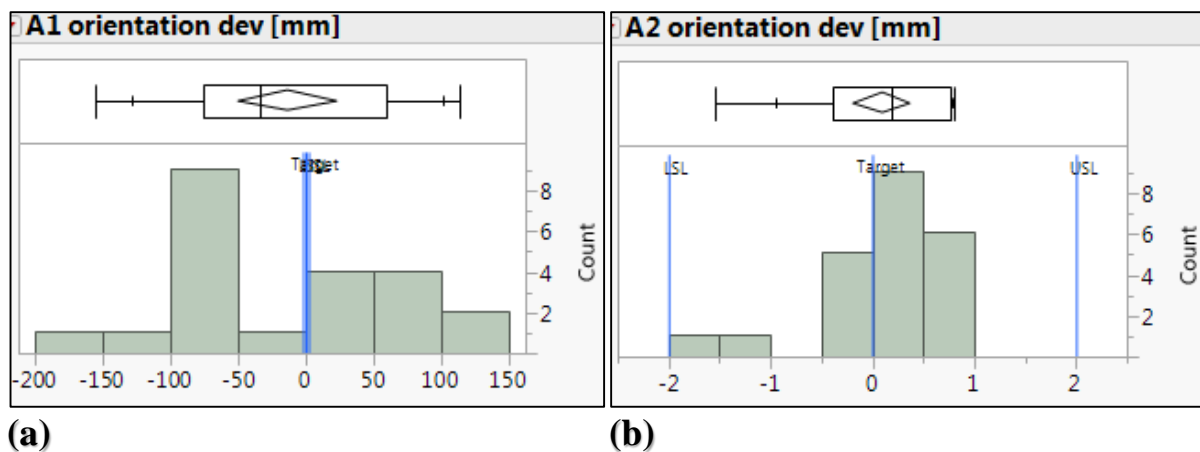 A1 orientation dev [mm]
Target
8
6
4
2
Count
-200 -150 -100 -50 0 50 100 150
(a)
A2 orientation dev [mm]
LSL Target USL
8
6
4
2
Count
-2 -1 0 1 2
(b)